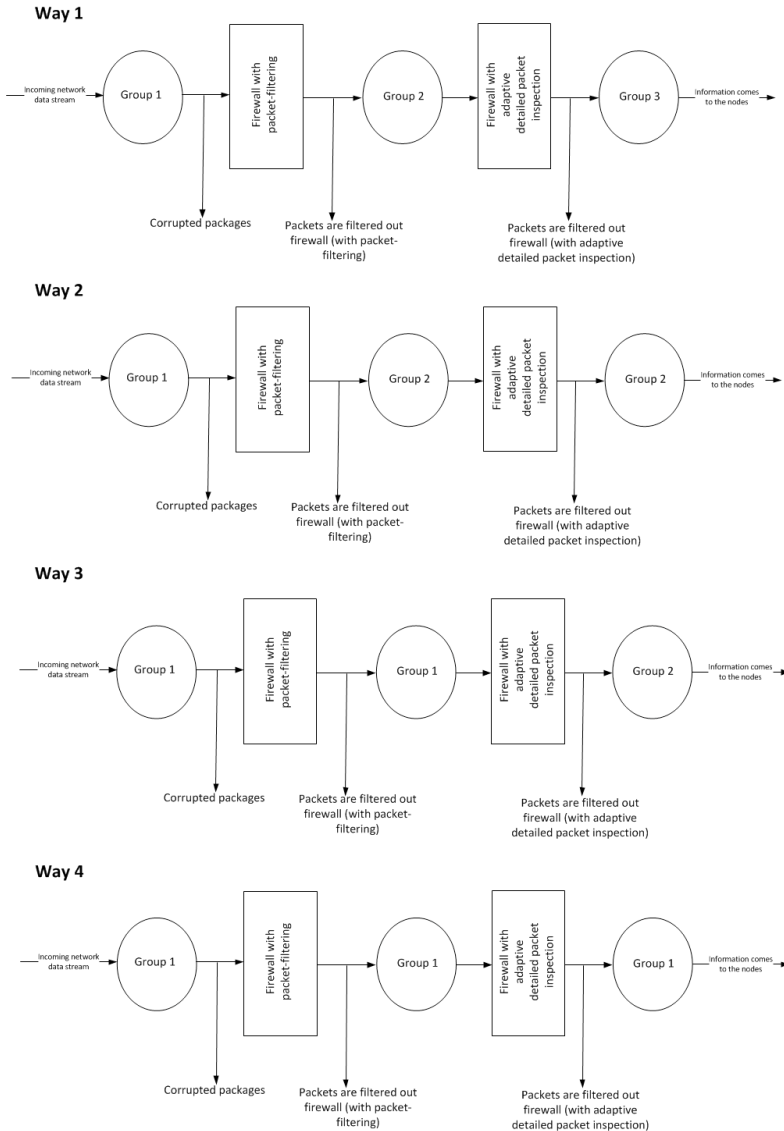 Way 1
Incoming network
data stream
Group 1
Firewall with
packet-filtering
Group 2
Firewall with
adaptive
detailed packet
inspection
Group 3
Information comes
to the nodes
Corrupted packages
Packets are filtered out
firewall (with packet-
filtering)
Packets are filtered out
firewall (with adaptive
detailed packet inspection)
Way 2
Incoming network
data stream
Group 1
Firewall with
packet-filtering
Group 2
Firewall with
adaptive
detailed packet
inspection
Group 2
Information comes
to the nodes
Corrupted packages
Packets are filtered out
firewall (with packet-
filtering)
Packets are filtered out
firewall (with adaptive
detailed packet inspection)
Way 3
Incoming network
data stream
Group 1
Firewall with
packet-filtering
Group 1
Firewall with
adaptive
detailed packet
inspection
Group 2
Information comes
to the nodes
Corrupted packages
Packets are filtered out
firewall (with packet-
filtering)
Packets are filtered out
firewall (with adaptive
detailed packet inspection)
Way 4
Incoming network
data stream
Group 1
Firewall with
packet-filtering
Group 1
Firewall with
adaptive
detailed packet
inspection
Group 1
Information comes
to the nodes
Corrupted packages
Packets are filtered out
firewall (with packet-
filtering)
Packets are filtered out
firewall (with adaptive
detailed packet inspection)